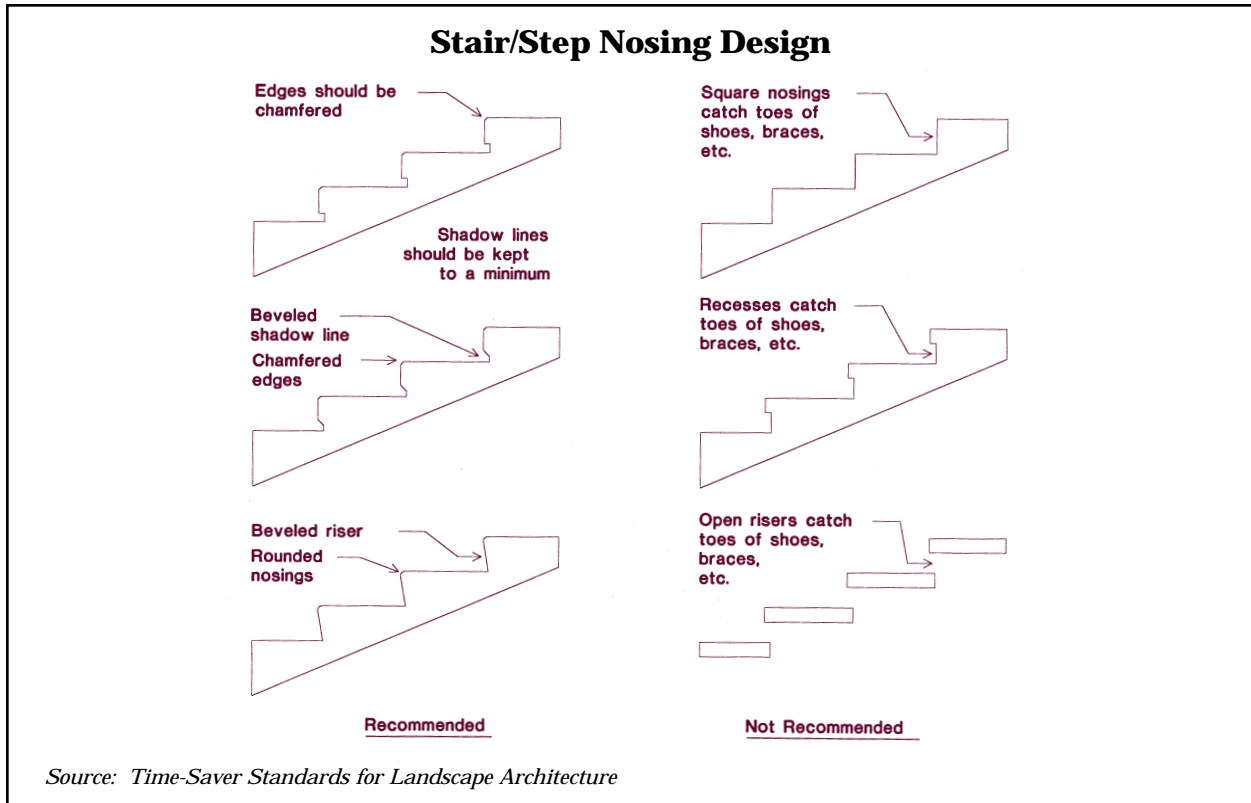 Stair/Step Nosing Design
Edges should be
chamfered
Shadow lines
should be kept
to a minimum
Beveled
shadow line
Chamfered
edges
Beveled riser
Rounded
nosings
Recommended
Square nosings
catch toes of
shoes, braces,
etc.
Recesses catch
toes of shoes,
braces, etc.
Open risers catch
toes of shoes,
braces,
etc.
Not Recommended
Source: Time-Saver Standards for Landscape Architecture